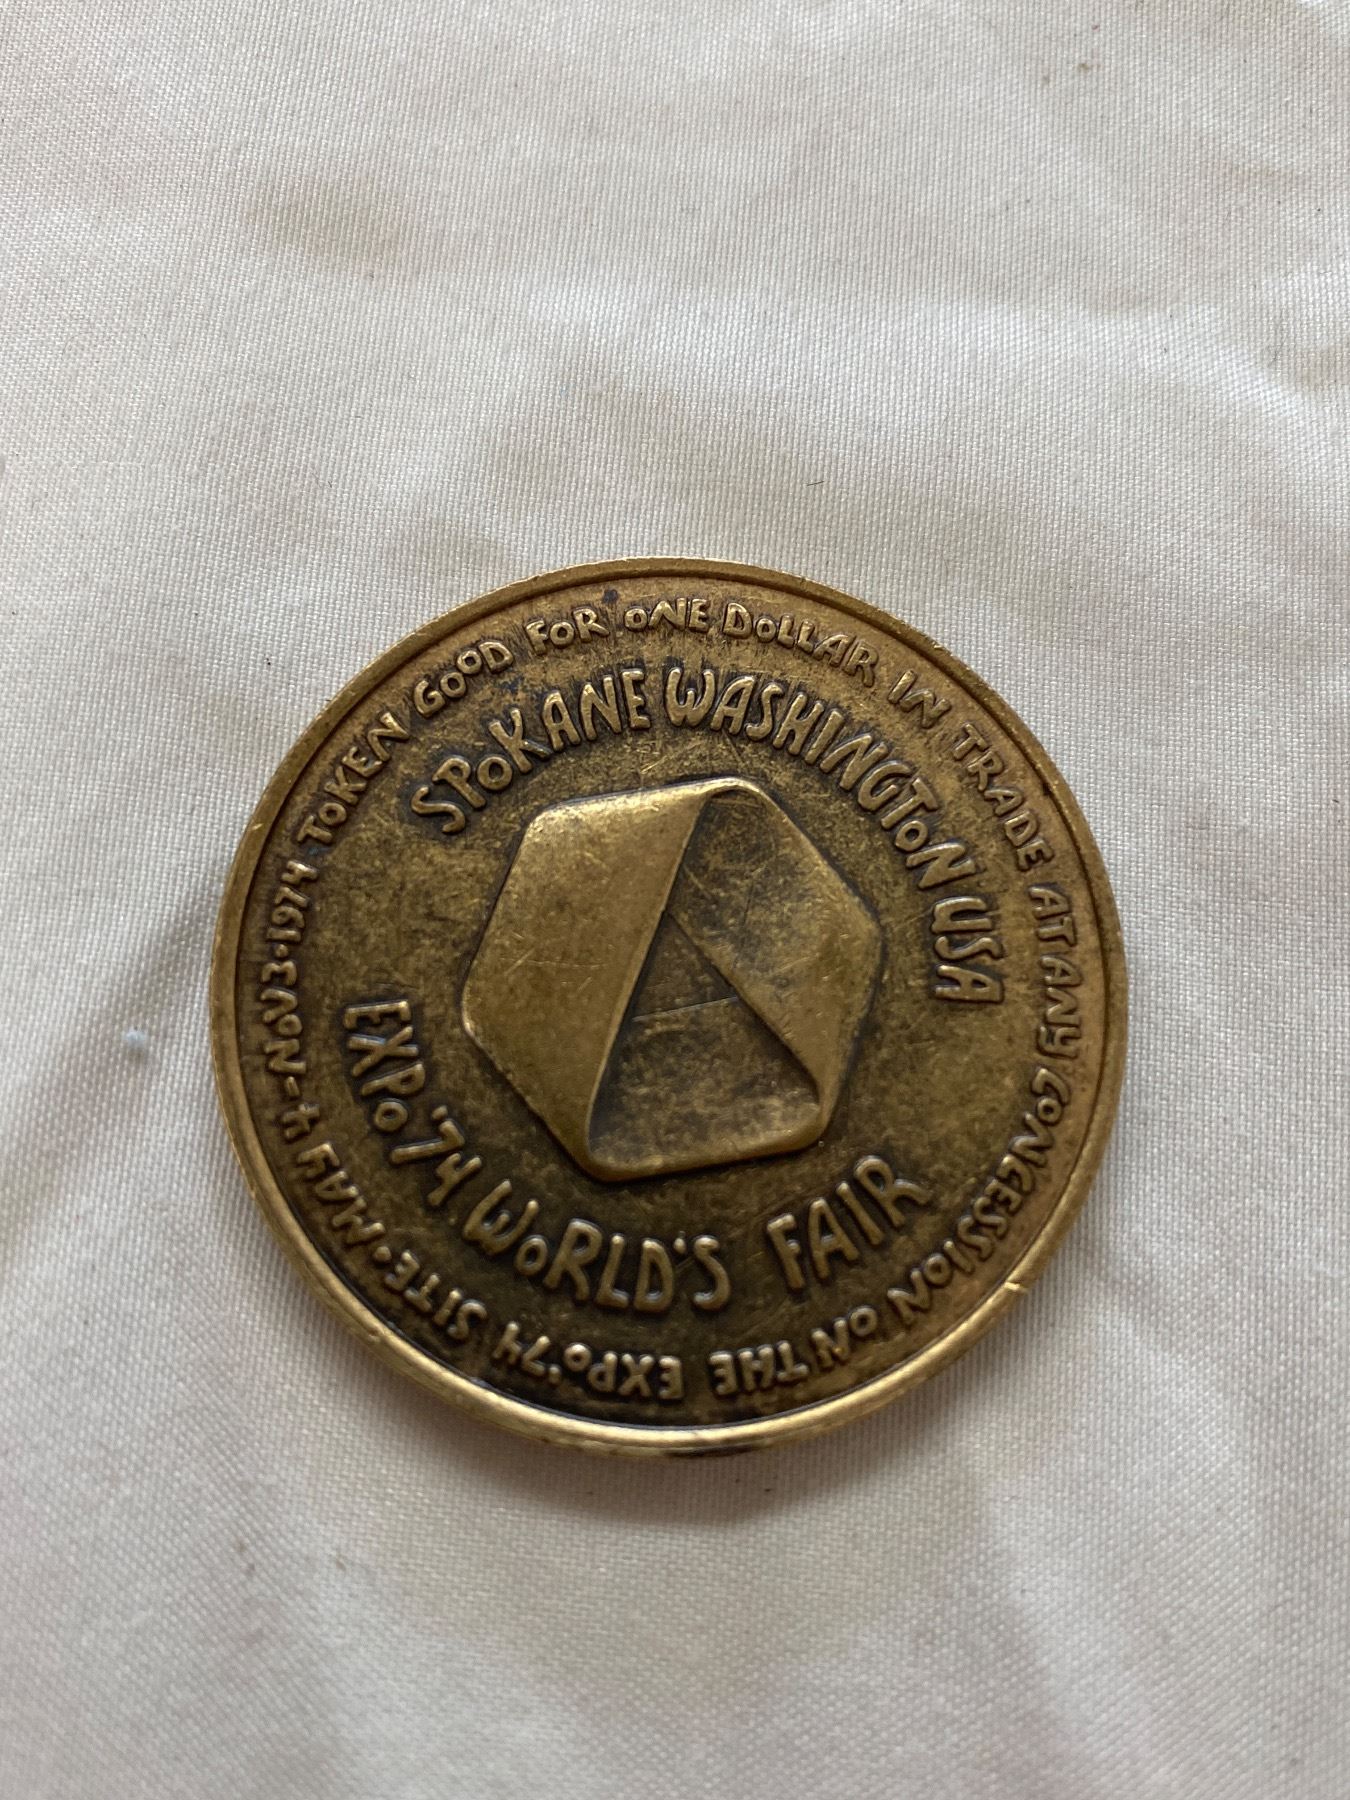 TOKEN GOOD FOR ONE DOLLAR IN TRADE AT ANY CONCESSION ON THE EXPO '74 SITE • MAY 4 - NOV 3 • 1974
SPOKANE WASHINGTON USA
EXPO '74 WORLD'S FAIR